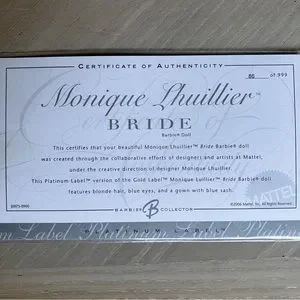 CERTIFICATE OF AUTHENTICITY
86 of 999
Monique Lhuillier™
BRIDE
Barbie® Doll
This certifies that your beautiful Monique Lhuillier™ Bride Barbie® doll
was created through the collaborative efforts of designers and artists at Mattel,
under the creative direction of designer Monique Lhuillier™.
This Platinum Label™ version of the Gold Label™ Monique Lhuillier™ Bride Barbie® doll
features blonde hair, blue eyes, and a gown with blue sash.
BARBIE B COLLECTOR
©2006 Mattel, Inc. All Rights Reserved.
PLATINUM LABEL